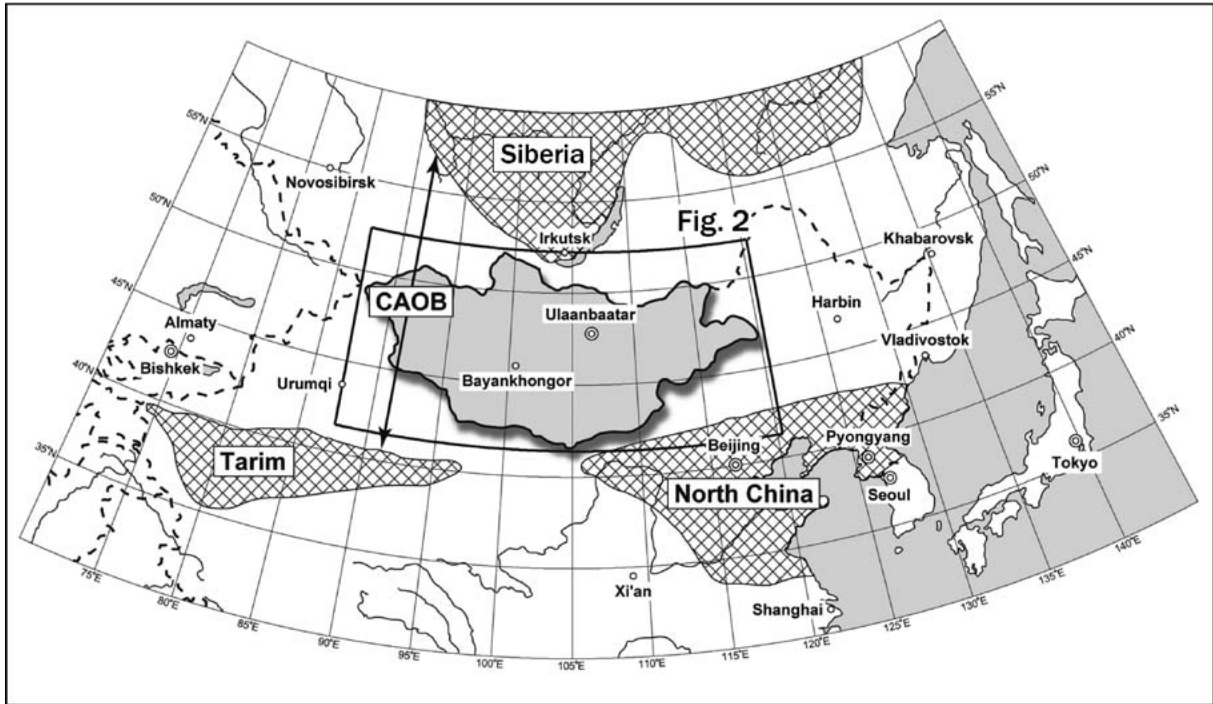 55°N
50°N
45°N
40°N
35°N
Novosibirsk
Siberia
Irkutsk
Fig. 2
55°N
50°N
45°N
40°N
35°N
Khabarovsk
CAOB
Ulaanbaatar
Harbin
Almaty
Bishkek
Vladivostok
Urumqi
Bayankhongor
Tarim
Beijing
Pyongyang
North China
Seoul
Tokyo
Xi'an
Shanghai
75°E
80°E
85°E
90°E
95°E
100°E
105°E
110°E
115°E
120°E
125°E
130°E
135°E
140°E